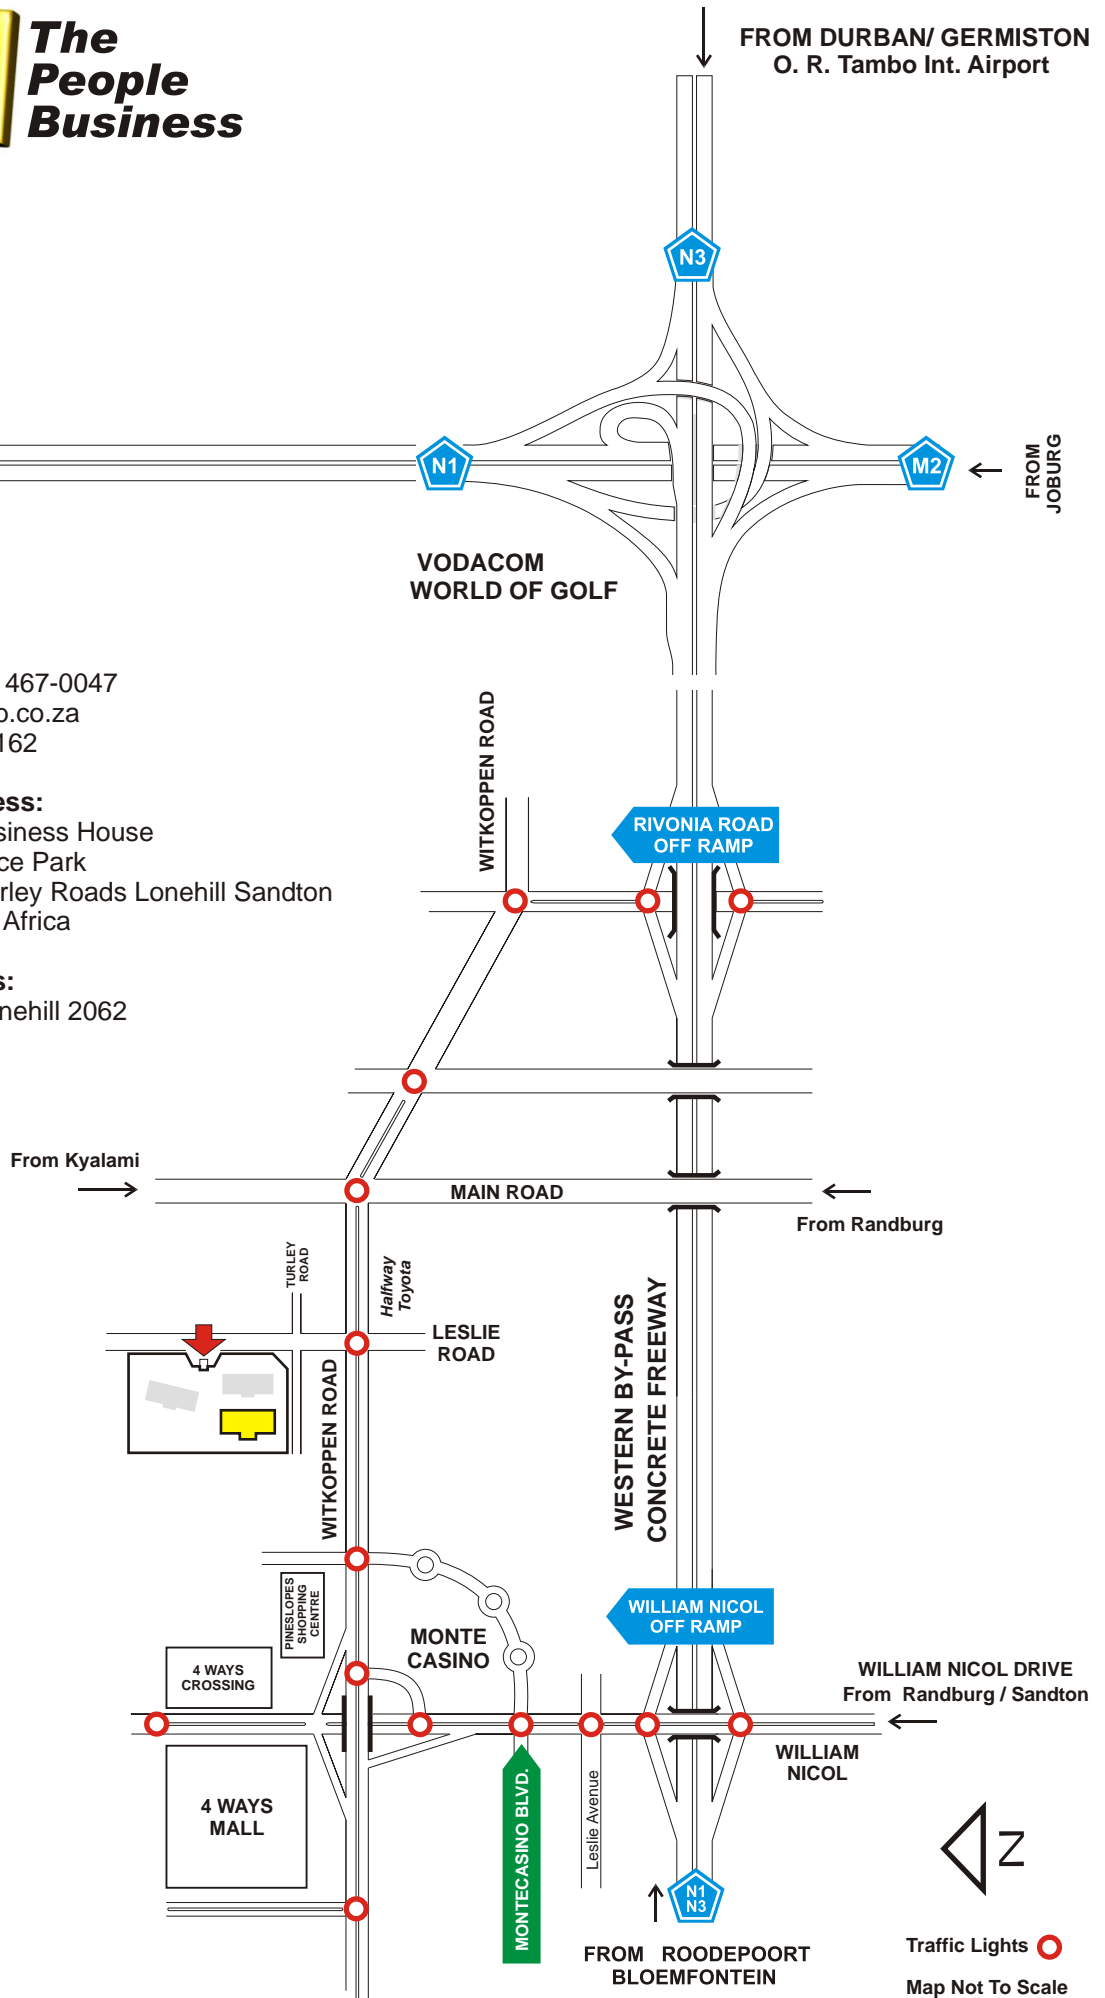 The
People
Business
FROM DURBAN/ GERMISTON
O. R. Tambo Int. Airport
N3
N1
M2
FROM
JOBURG
VODACOM
WORLD OF GOLF
467-0047
o.co.za
162
ess:
siness House
ce Park
rley Roads Lonehill Sandton
Africa
s:
nehill 2062
WITKOPPEN ROAD
RIVONIA ROAD
OFF RAMP
From Kyalami
MAIN ROAD
From Randburg
TURLEY
ROAD
Halfway
Toyota
LESLIE
ROAD
WITKOPPEN ROAD
WESTERN BY-PASS
CONCRETE FREEWAY
PINESLOPES
SHOPPING
CENTRE
MONTE
CASINO
WILLIAM NICOL
OFF RAMP
4 WAYS
CROSSING
WILLIAM NICOL DRIVE
From Randburg / Sandton
WILLIAM
NICOL
4 WAYS
MALL
MONTECASINO BLVD.
Leslie Avenue
N1
N3
FROM ROODEPOORT
BLOEMFONTEIN
N
Traffic Lights
Map Not To Scale